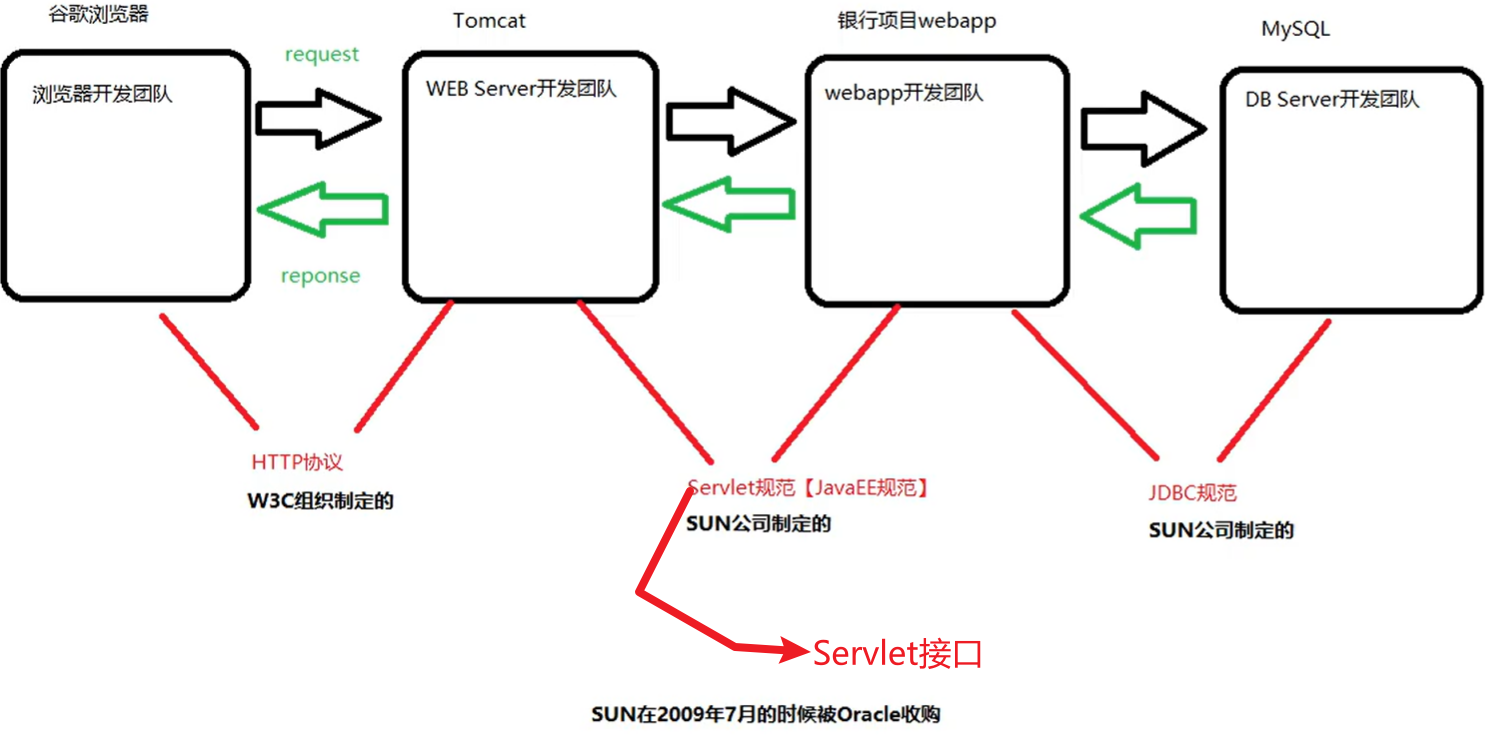 谷歌浏览器
Tomcat
银行项目webapp
MySQL
request
浏览器开发团队
WEB Server开发团队
webapp开发团队
DB Server开发团队
reponse
HTTP协议
W3C组织制定的
Servlet规范【JavaEE规范】
SUN公司制定的
JDBC规范
SUN公司制定的
Servlet接口
SUN在2009年7月的时候被Oracle收购